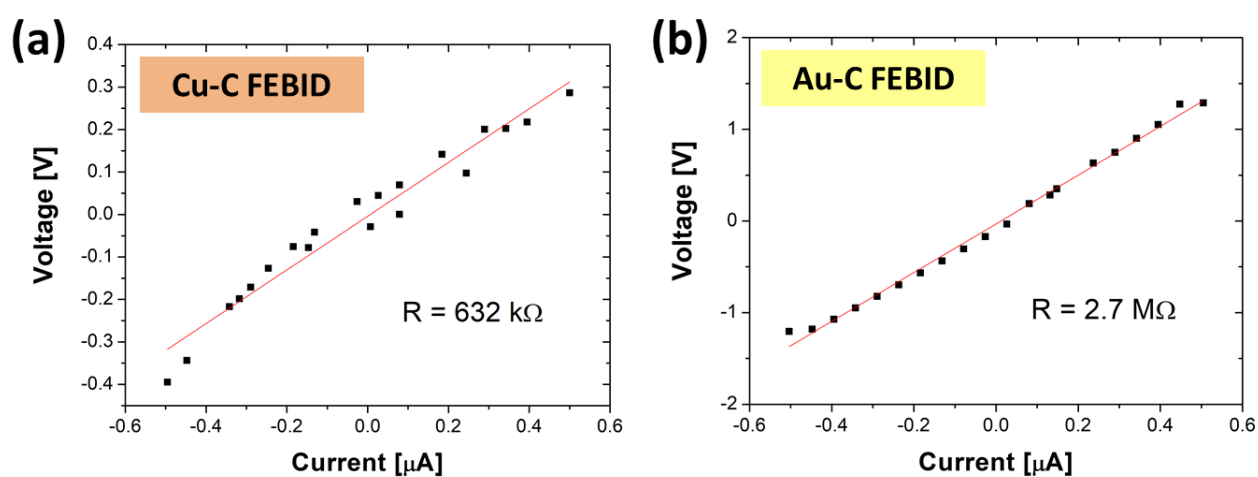 (a)
Cu-C FEBID
Voltage [V]
0.4
0.3
0.2
0.1
0.0
-0.1
-0.2
-0.3
-0.4
R = 632 kΩ
-0.6 -0.4 -0.2 0.0 0.2 0.4 0.6
Current [μA]
(b)
Au-C FEBID
Voltage [V]
2
1
0
-1
-2
R = 2.7 MΩ
-0.6 -0.4 -0.2 0.0 0.2 0.4 0.6
Current [μA]